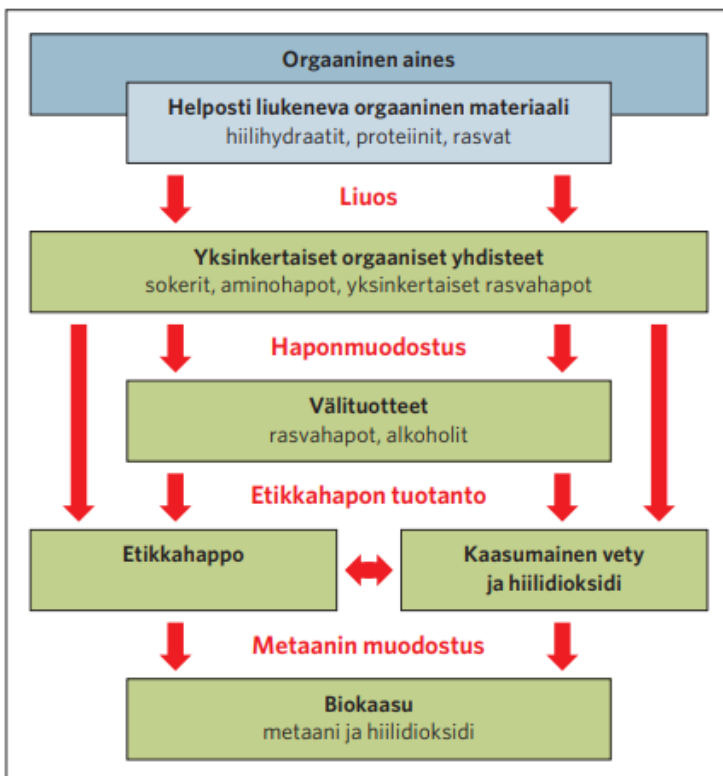 Orgaaninen aines
Helposti liukeneva orgaaninen materiaali
hiilihydraatit, proteiinit, rasvat
Liuos
Yksinkertaiset orgaaniset yhdisteet
sokerit, aminohapot, yksinkertaiset rasvahapot
Haponmuodostus
Välituotteet
rasvahapot, alkoholit
Etikkahapon tuotanto
Etikkahappo
Kaasumainen vety
ja hiilidioksidi
Metaanin muodostus
Biokaasu
metaani ja hiilidioksidi